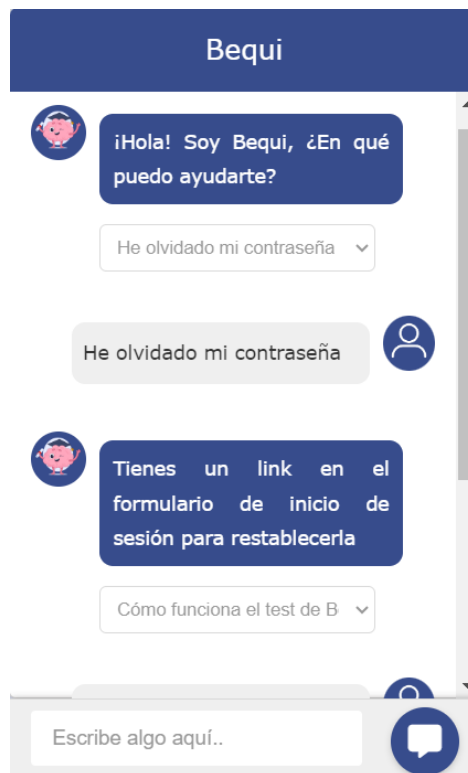 Bequi
¡Hola! Soy Bequi, ¿En qué
puedo ayudarte?
He olvidado mi contraseña
He olvidado mi contraseña
Tienes un link en el
formulario de inicio de
sesión para restablecerla
Cómo funciona el test de B
Escribe algo aquí..